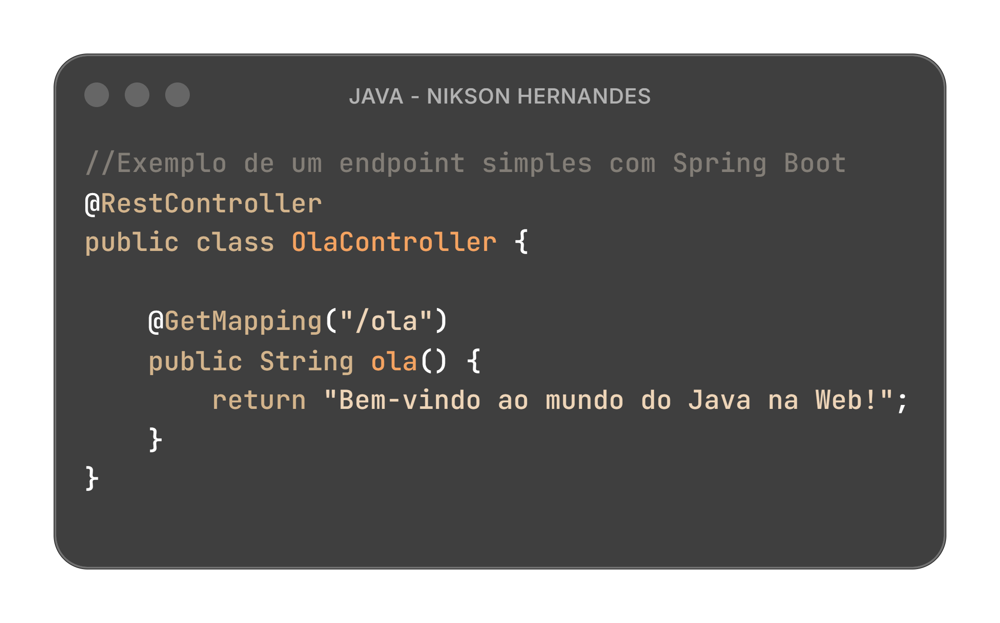 JAVA - NIKSON HERNANDES
//Exemplo de um endpoint simples com Spring Boot
@RestController
public class OlaController {
    @GetMapping("/ola")
    public String ola() {
        return "Bem-vindo ao mundo do Java na Web!";
    }
}